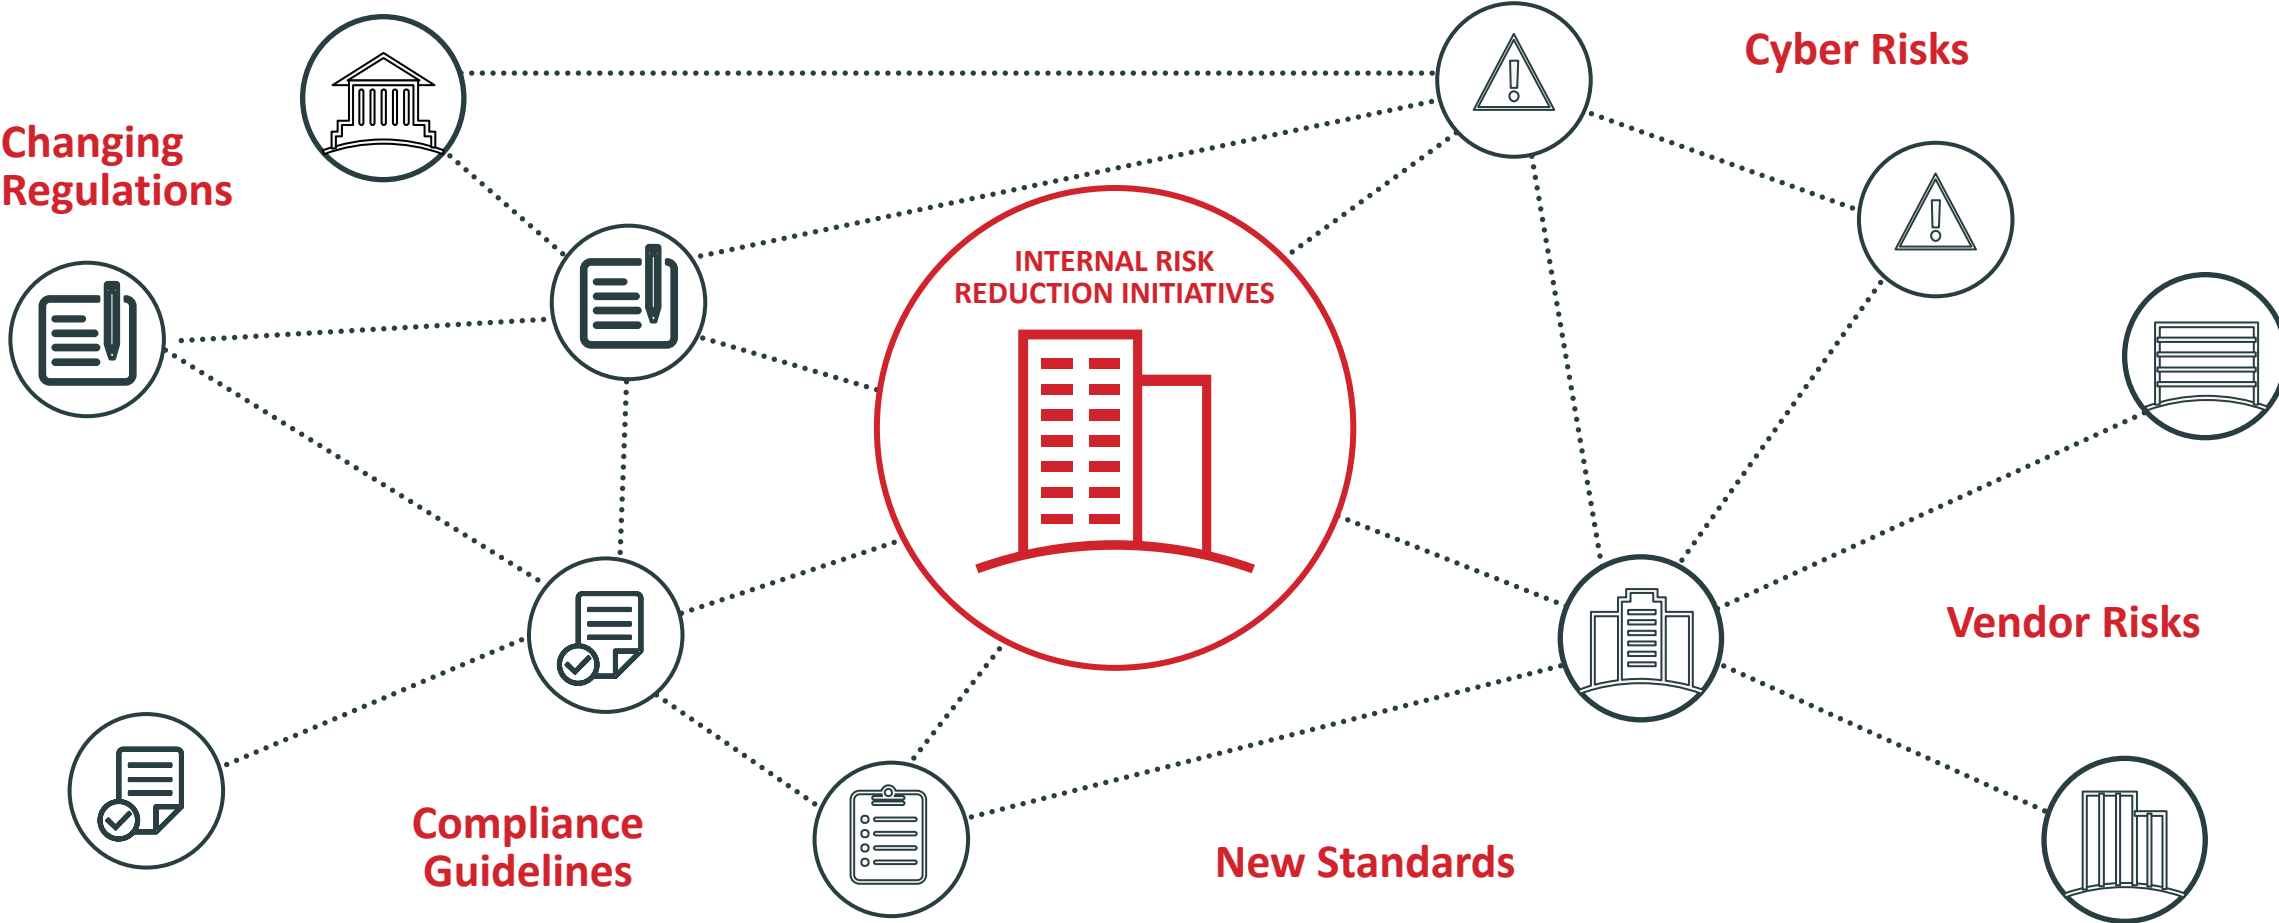 Cyber Risks
Changing
Regulations
INTERNAL RISK
REDUCTION INITIATIVES
Vendor Risks
Compliance
Guidelines
New Standards